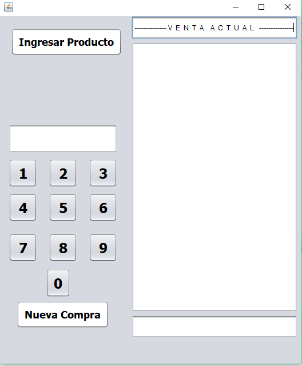 Ingresar Producto
--------------V E N T A  A C T U A L ---------------
1 2 3
4 5 6
7 8 9
0
Nueva Compra